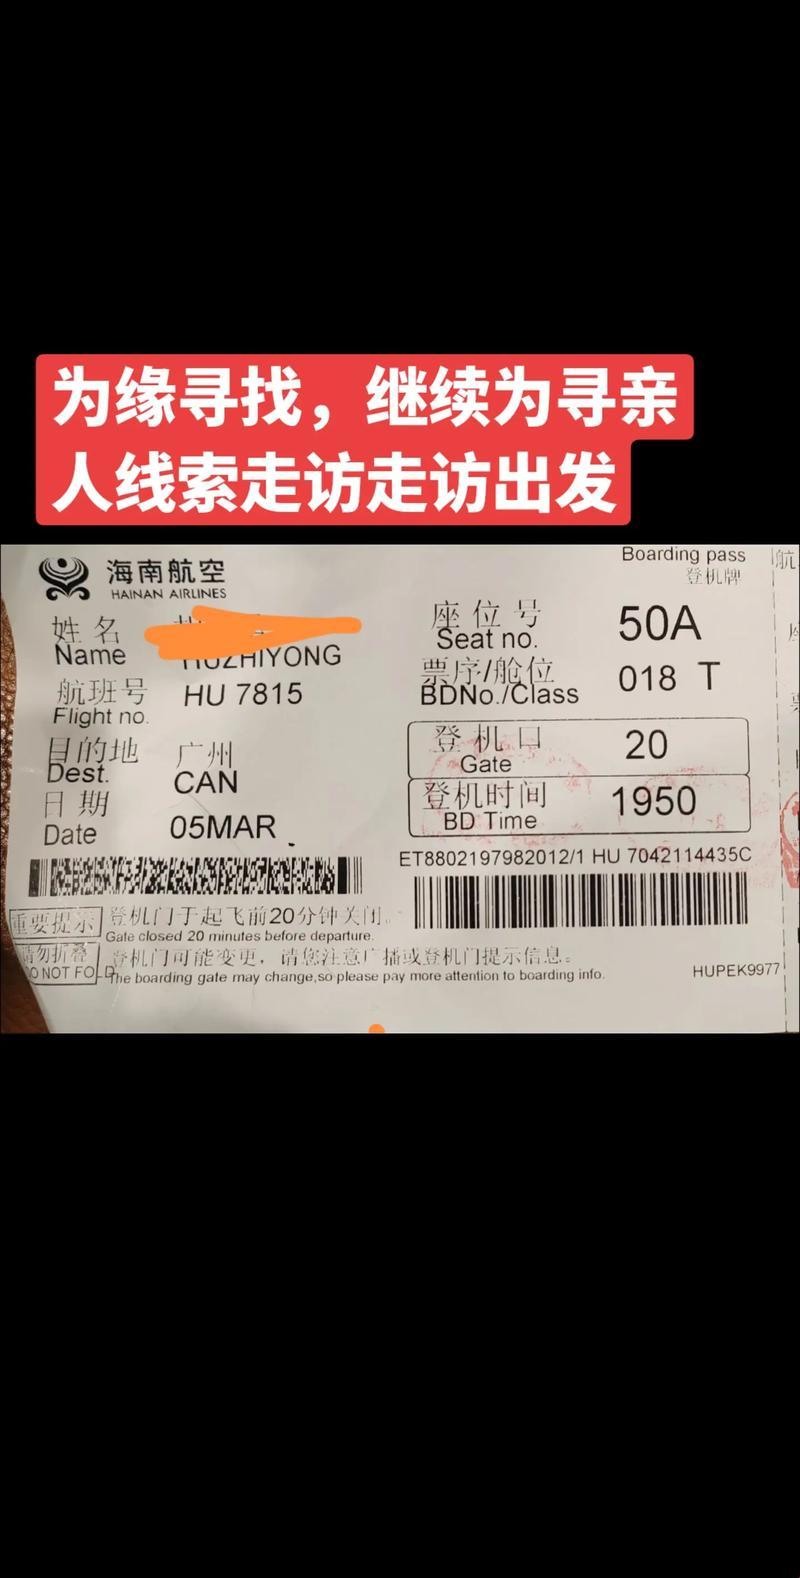 为缘寻找，继续为寻亲
人线索走访走访出发
海南航空
HAINAN AIRLINES
Boarding pass
登机牌
姓名
Name
HUZHIYONG
座位号
Seat no.
50A
航班号
Flight no.
HU 7815
票序/舱位
BDNo./Class
018 T
目的地
Dest.
广州
CAN
登机口
Gate
20
日期
Date
05MAR
登机时间
BD Time
1950
ET8802197982012/1 HU 7042114435C
重要提示
登机门于起飞前20分钟关闭。
Gate closed 20 minutes before departure.
请勿折叠
DO NOT FOLD
登机门可能变更，请您注意广播或登机门提示信息。
The boarding gate may change,so please pay more attention to boarding info.
HUPEK9977
航